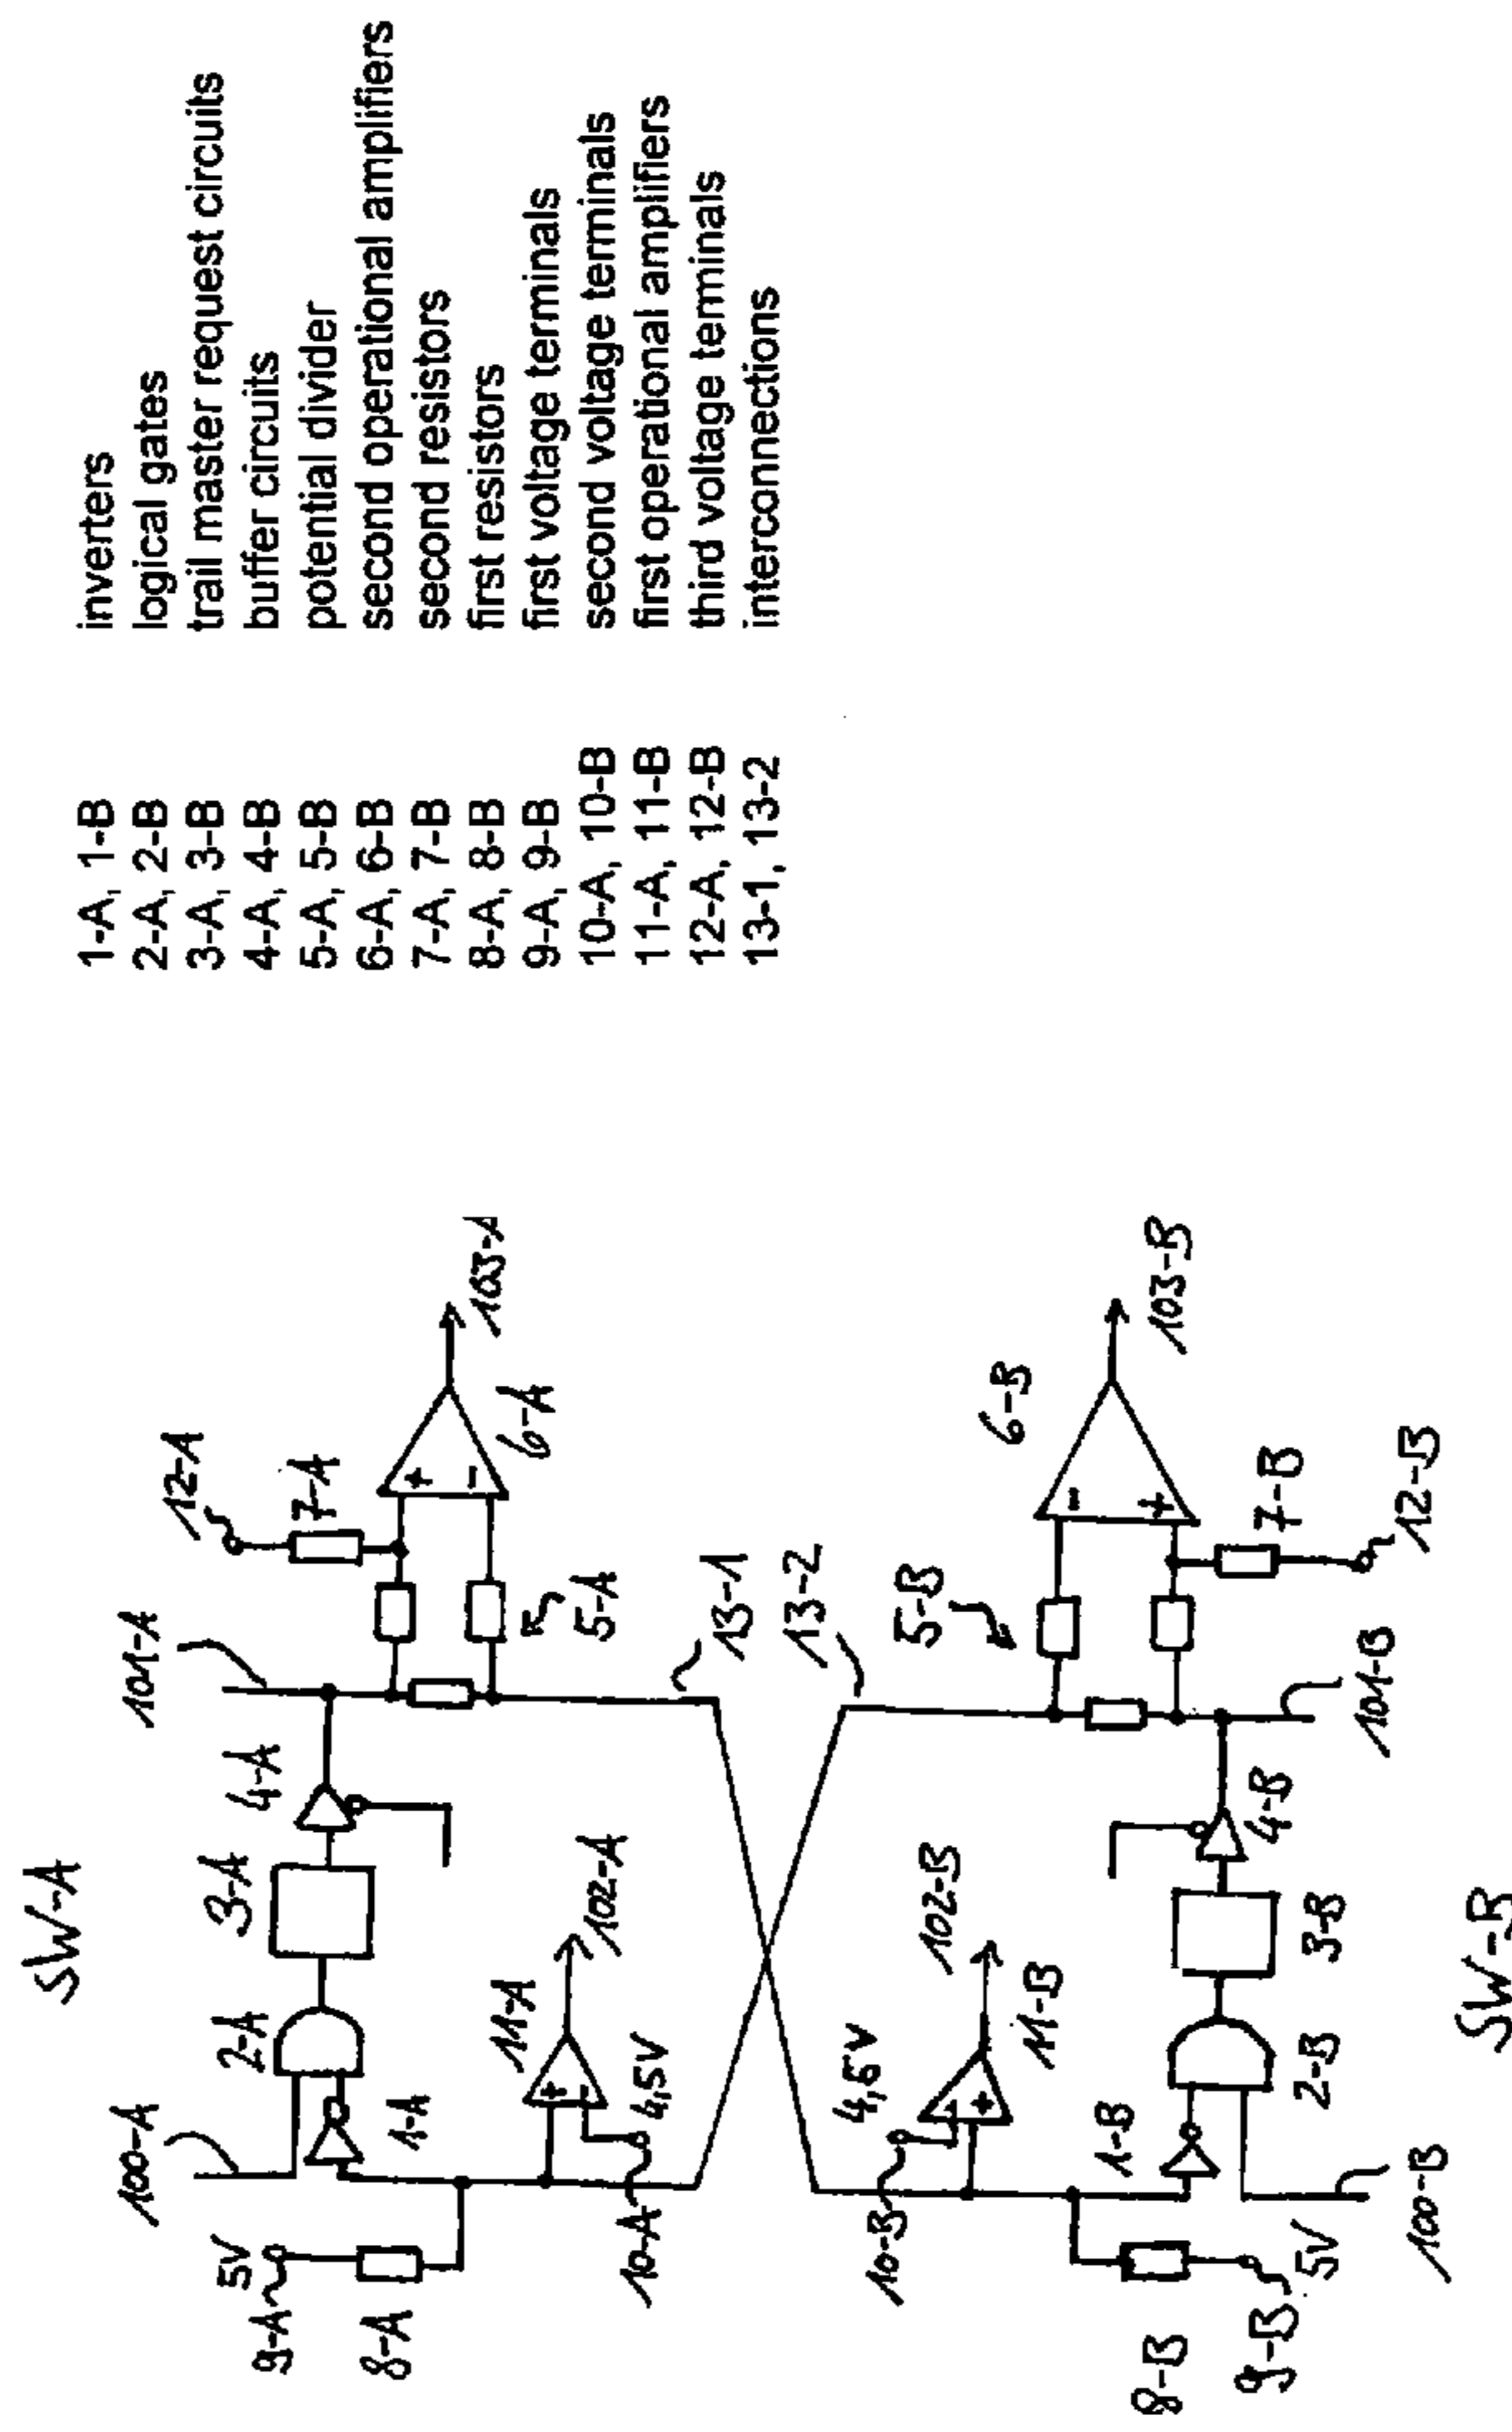 SW-A
100-A
2-A
3-A
4-A
101-A
12-A
7-A
5V
9-A
8-A
1-A
11-A
102-A
6-A
103-A
+
-
5-A
+
-
4,5V
10-A
13-1
13-2
10-B
4,5V
-
+
11-B
102-B
5-B
6-B
-
+
103-B
8-B
9-B
5V
1-B
2-B
3-B
4-B
101-B
7-B
12-B
100-B
SW-B
1-A, 1-B inverters
2-A, 2-B logical gates
3-A, 3-B trail master request circuits
4-A, 4-B buffer circuits
5-A, 5-B potential divider
6-A, 6-B second operational amplifiers
7-A, 7-B second resistors
8-A, 8-B first resistors
9-A, 9-B first voltage terminals
10-A, 10-B second voltage terminals
11-A, 11-B first operational amplifiers
12-A, 12-B third voltage terminals
13-1, 13-2 interconnections